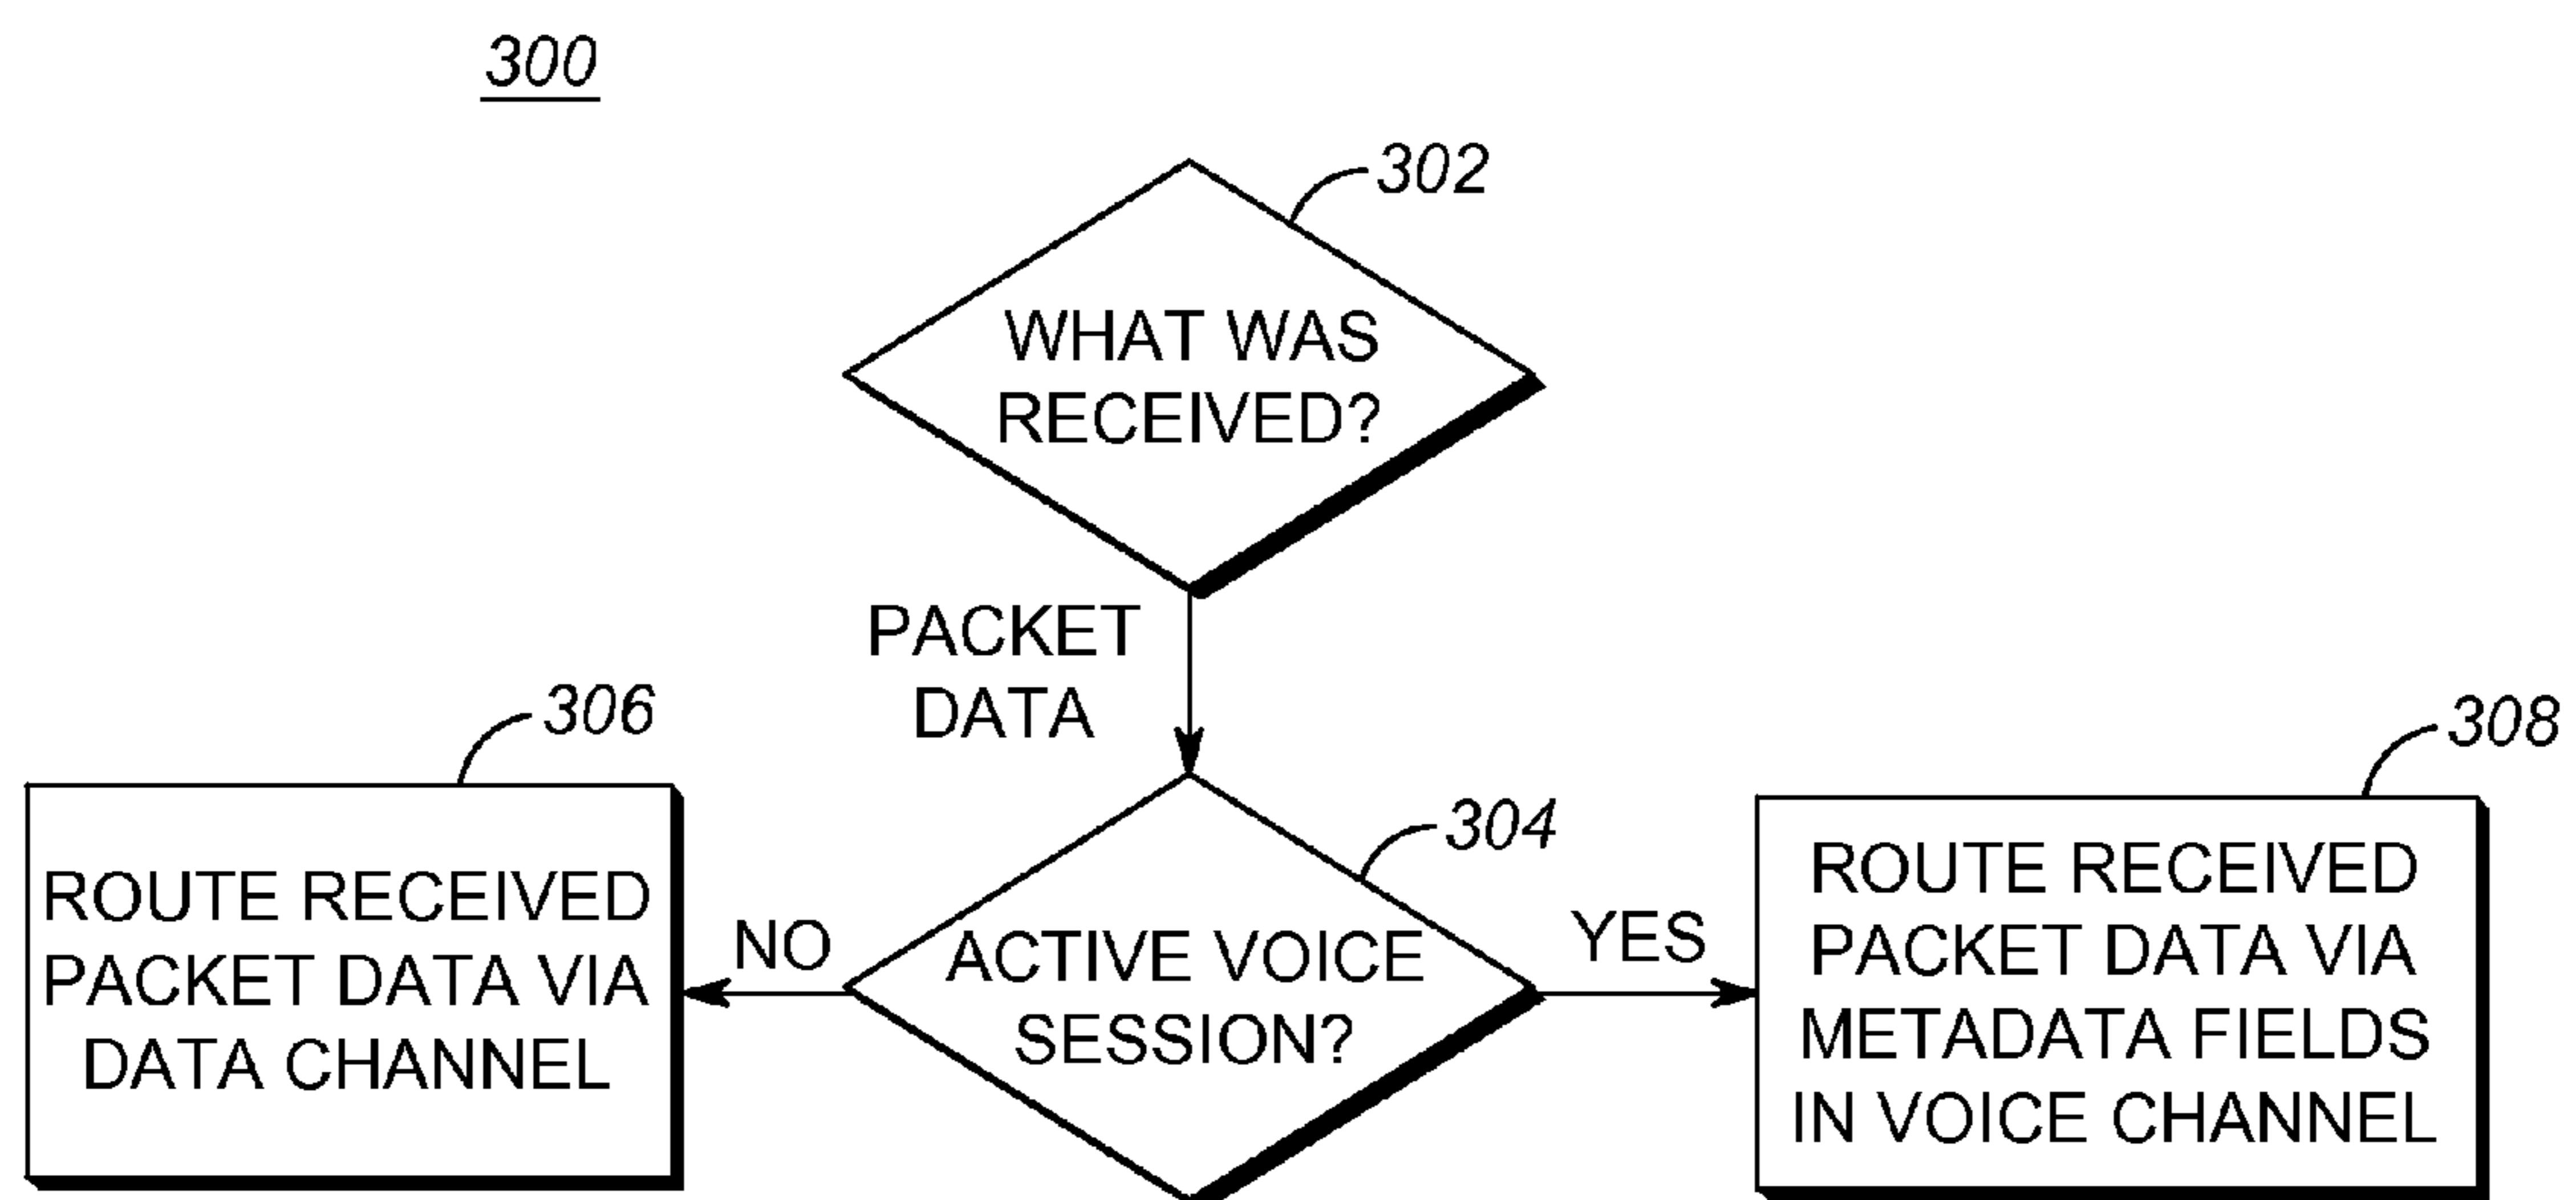 300
302
WHAT WAS
RECEIVED?
PACKET
DATA
306
ROUTE RECEIVED
PACKET DATA VIA
DATA CHANNEL
NO
304
ACTIVE VOICE
SESSION?
YES
308
ROUTE RECEIVED
PACKET DATA VIA
METADATA FIELDS
IN VOICE CHANNEL